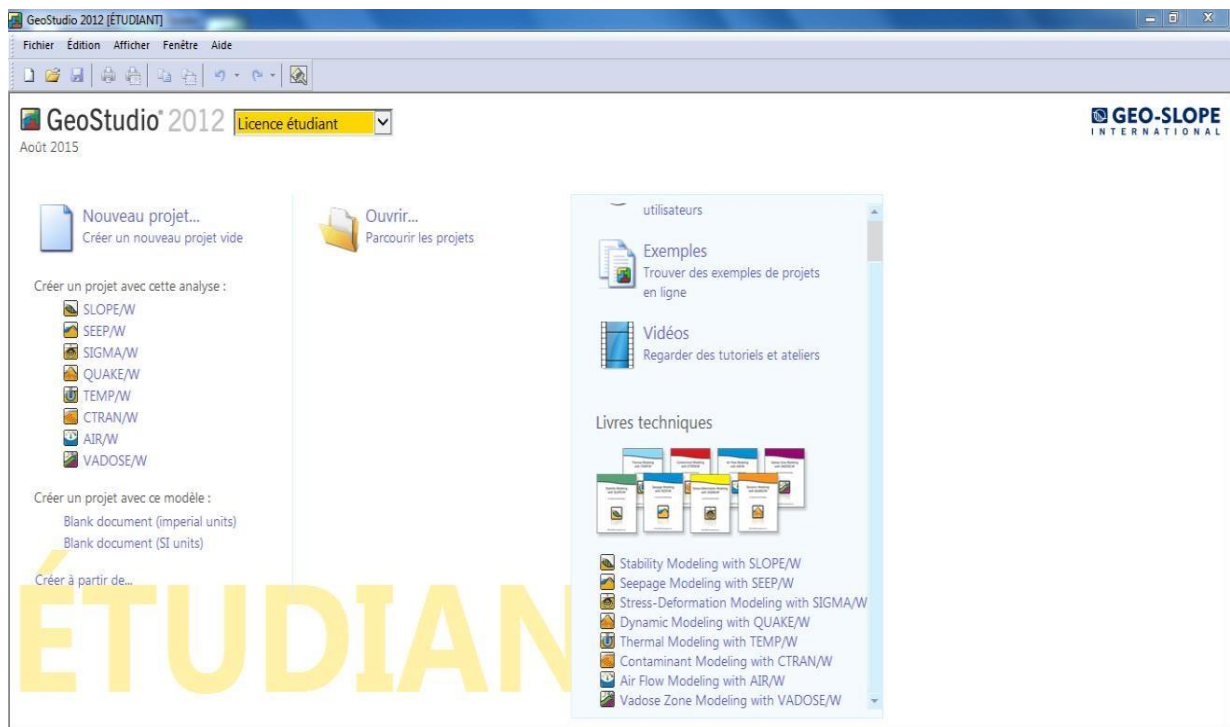 GeoStudio 2012 [ÉTUDIANT]
Fichier Édition Afficher Fenêtre Aide
GeoStudio 2012 Licence étudiant
GEO-SLOPE
INTERNATIONAL
Août 2015
Nouveau projet...
Créer un nouveau projet vide
Créer un projet avec cette analyse :
SLOPE/W
SEEP/W
SIGMA/W
QUAKE/W
TEMP/W
CTRAN/W
AIR/W
VADOSE/W
Créer un projet avec ce modèle :
Blank document (imperial units)
Blank document (SI units)
Créer à partir de...
ÉTUDIAN
Ouvrir...
Parcourir les projets
utilisateurs
Exemples
Trouver des exemples de projets
en ligne
Vidéos
Regarder des tutoriels et ateliers
Livres techniques
Stability Modeling with SLOPE/W
Seepage Modeling with SEEP/W
Stress-Deformation Modeling with SIGMA/W
Dynamic Modeling with QUAKE/W
Thermal Modeling with TEMP/W
Contaminant Modeling with CTRAN/W
Air Flow Modeling with AIR/W
Vadose Zone Modeling with VADOSE/W